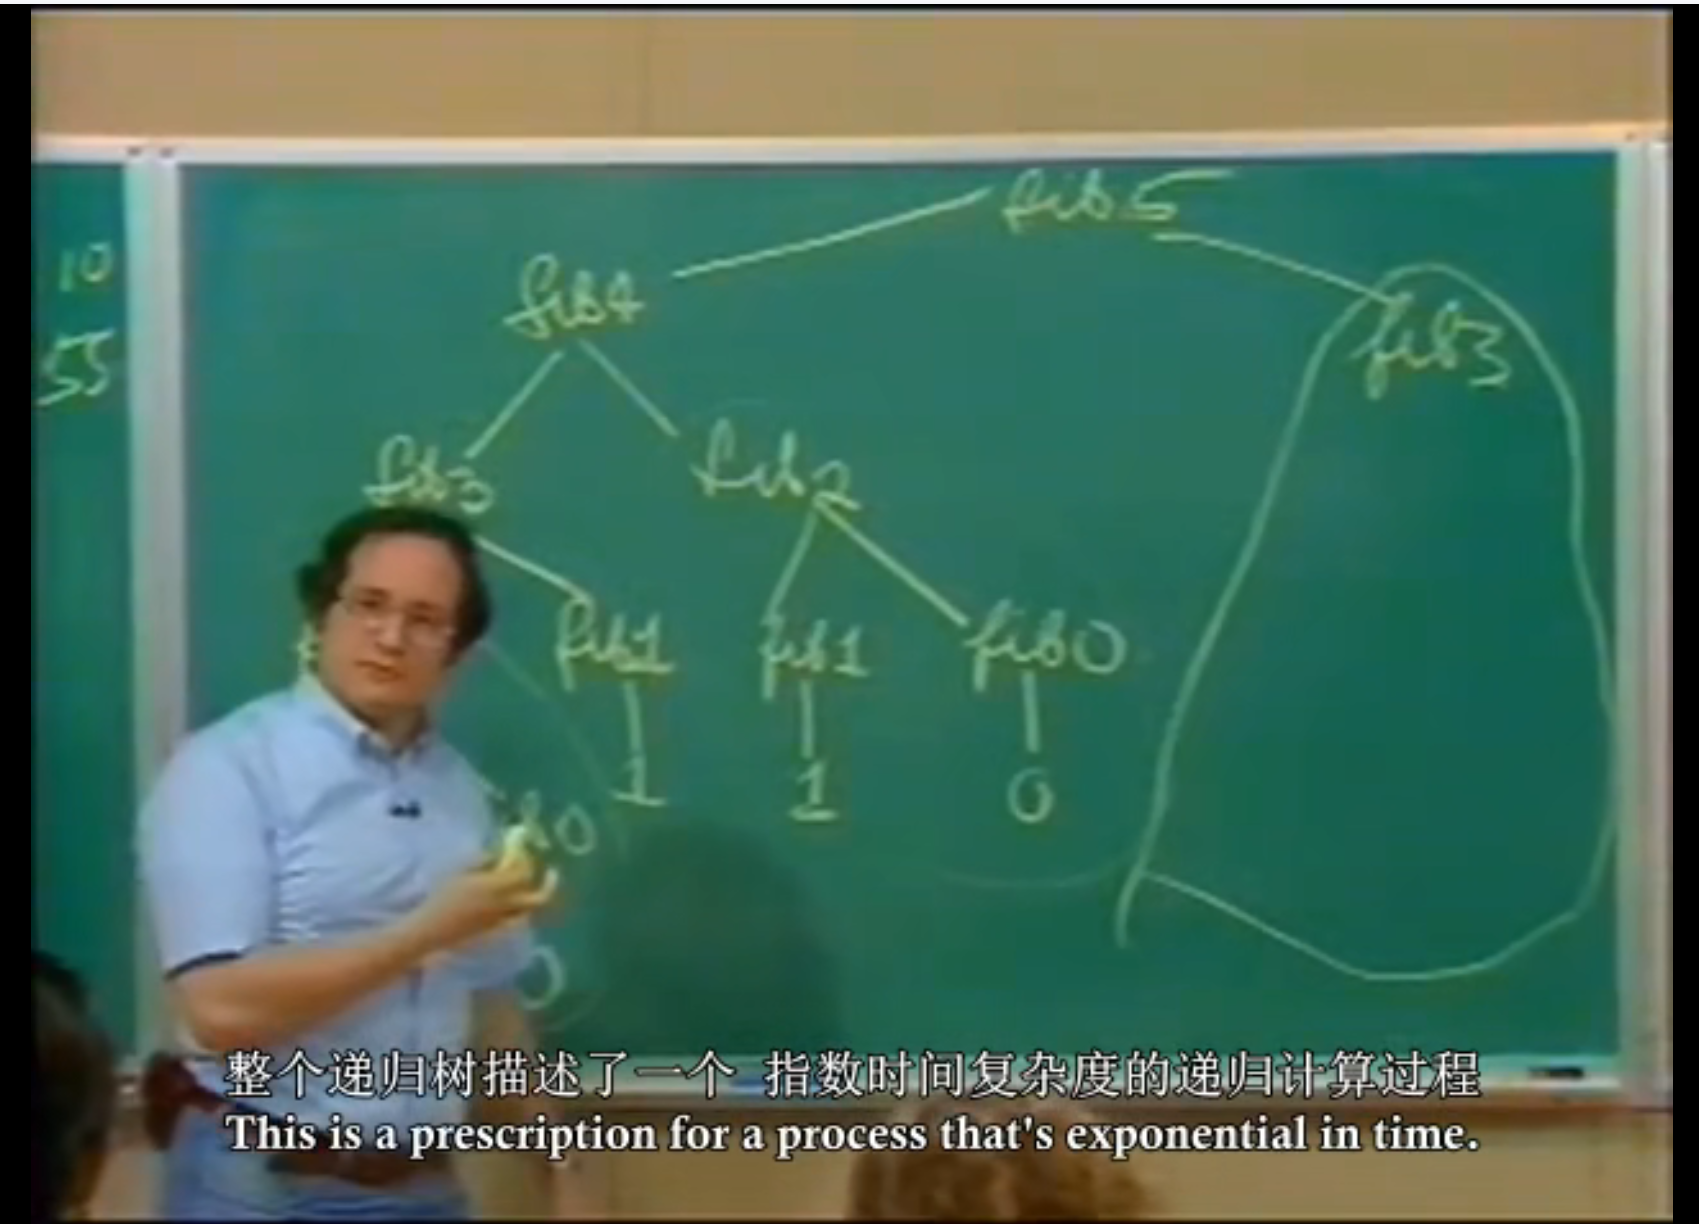 10
55
fib5
fib4
fib3
fib3
fib2
fib1
fib1
fib0
1
1
0
0
整个递归树描述了一个 指数时间复杂度的递归计算过程
This is a prescription for a process that's exponential in time.